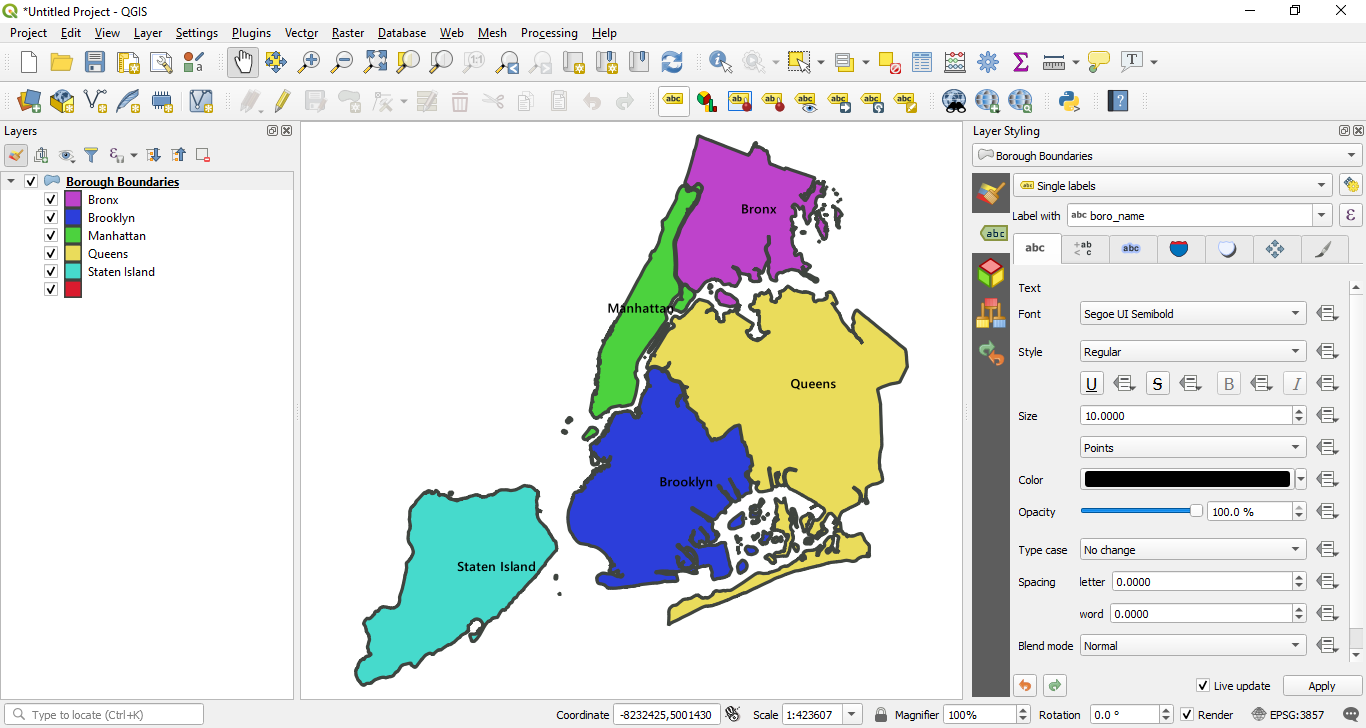 *Untitled Project - QGIS
Project Edit View Layer Settings Plugins Vector Raster Database Web Mesh Processing Help
Layers
Borough Boundaries
Bronx
Brooklyn
Manhattan
Queens
Staten Island
Bronx
Manhattan
Queens
Brooklyn
Staten Island
Layer Styling
Borough Boundaries
abc Single labels
abc
Label with abc boro_name
abc +ab < c abc
Text
Font Segoe UI Semibold
Style Regular
U S B I
Size 10.0000
Points
Color
Opacity 100.0 %
Type case No change
Spacing letter 0.0000
word 0.0000
Blend mode Normal
Live update Apply
Type to locate (Ctrl+K) Coordinate -8232425,5001430 Scale 1:423607 Magnifier 100% Rotation 0.0 ° Render EPSG:3857